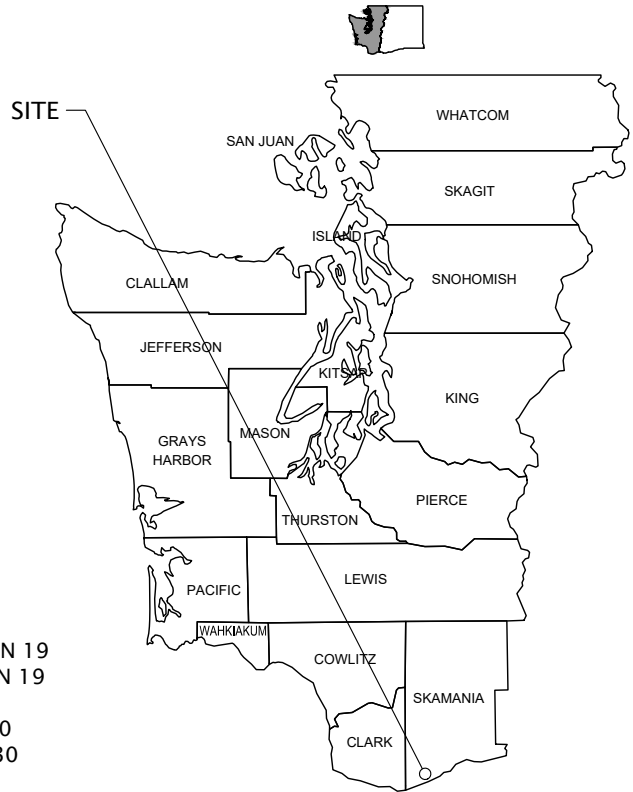 SITE
WHATCOM
SAN JUAN
SKAGIT
ISLAND
SNOHOMISH
CLALLAM
JEFFERSON
KITSAP
KING
MASON
GRAYS
HARBOR
PIERCE
THURSTON
LEWIS
PACIFIC
WAHKIAKUM
N 19
COWLITZ
N 19
SKAMANIA
0
CLARK
30